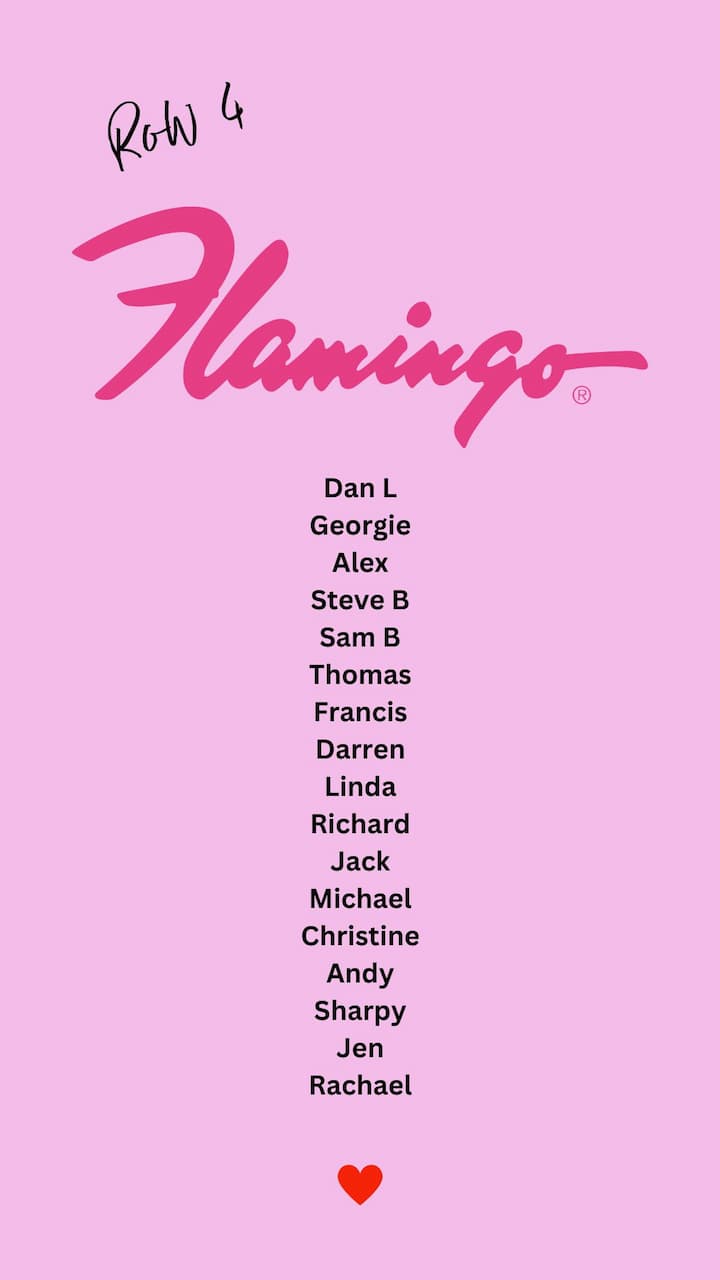 RoW 4
Flamingo®
Dan L
Georgie
Alex
Steve B
Sam B
Thomas
Francis
Darren
Linda
Richard
Jack
Michael
Christine
Andy
Sharpy
Jen
Rachael